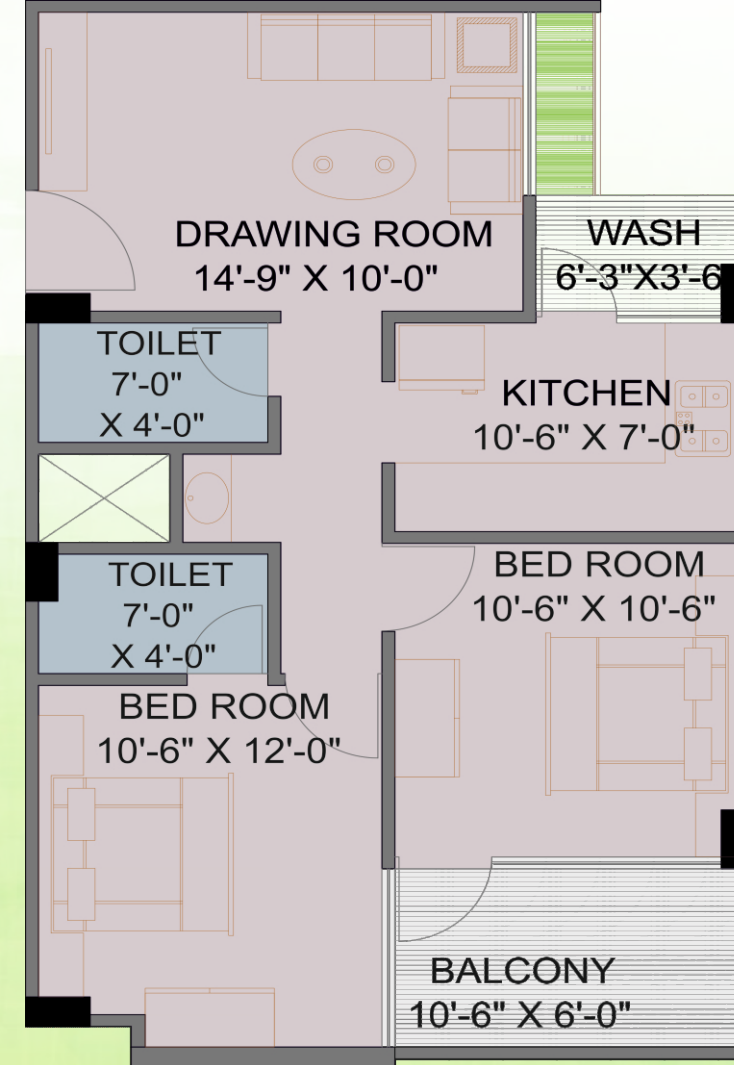 DRAWING ROOM
14'-9" X 10'-0"
WASH
6'-3"X3'-6
TOILET
7'-0"
X 4'-0"
KITCHEN
10'-6" X 7'-0"
TOILET
7'-0"
X 4'-0"
BED ROOM
10'-6" X 10'-6"
BED ROOM
10'-6" X 12'-0"
BALCONY
10'-6" X 6'-0"